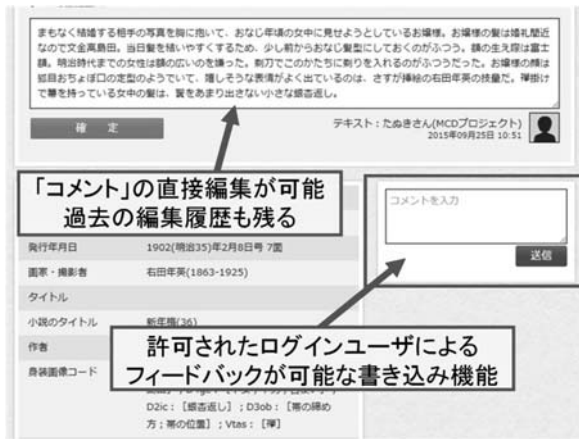 まもなく結婚する相手の写真を胸に抱いて、おなじ年頃の女中に見せようとしているお嬢様。お嬢様の髪は婚礼間近
なので文金高島田。当日髪を結いやすくするため、少し前からおなじ髪型にしておくのがふつう。額の生え際は富士
額。明治時代までの女性は額の広いのを嫌った。剃刀でこのかたちに剃りを入れるのがふつうだった。お嬢様の顔は
狐目おちょぼ口の定型のようでいて、嬉しそうな表情がよく出ているのは、さすが挿絵の右田年英の技量だ。襷掛け
で箒を持っている女中の髪は、髱をあまり出さない小さな銀杏返し。
確 定
テキスト：たぬきさん(MCDプロジェクト)
2015年09月25日 10:51
「コメント」の直接編集が可能
過去の編集履歴も残る
コメントを入力
送信
発行年月日 1902(明治35)年2月8日号 7面
画家・撮影者 右田年英(1863-1925)
タイトル
小説のタイトル 新年梅(36)
作者
許可されたログインユーザによる
フィードバックが可能な書き込み機能
身装画像コード
D2ic：［銀杏返し］；D3ob：［帯の締め
方；帯の位置］；Vtas：［襷］